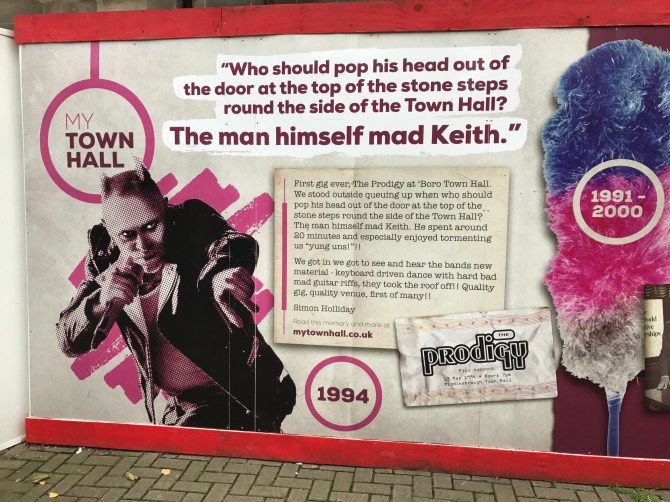 "Who should pop his head out of
the door at the top of the stone steps
round the side of the Town Hall?
The man himself mad Keith."
MY
TOWN
HALL
First gig ever, The Prodigy at 'Boro Town Hall.
We stood outside queuing up when who should
pop his head out of the door at the top of the
stone steps round the side of the Town Hall?
The man himself mad Keith. He spent around
20 minutes and especially enjoyed tormenting
us "young uns!"!!
We got in we got to see and hear the bands new
material - keyboard driven dance with hard bad
mad guitar riffs, they took the roof off!! Quality
gig, quality venue, first of many!!
Simon Holliday
Read this memory and more at
mytownhall.co.uk
1994
THE
PRODIGY
Plus support
Middlesbrough Town Hall
1991 -
2000